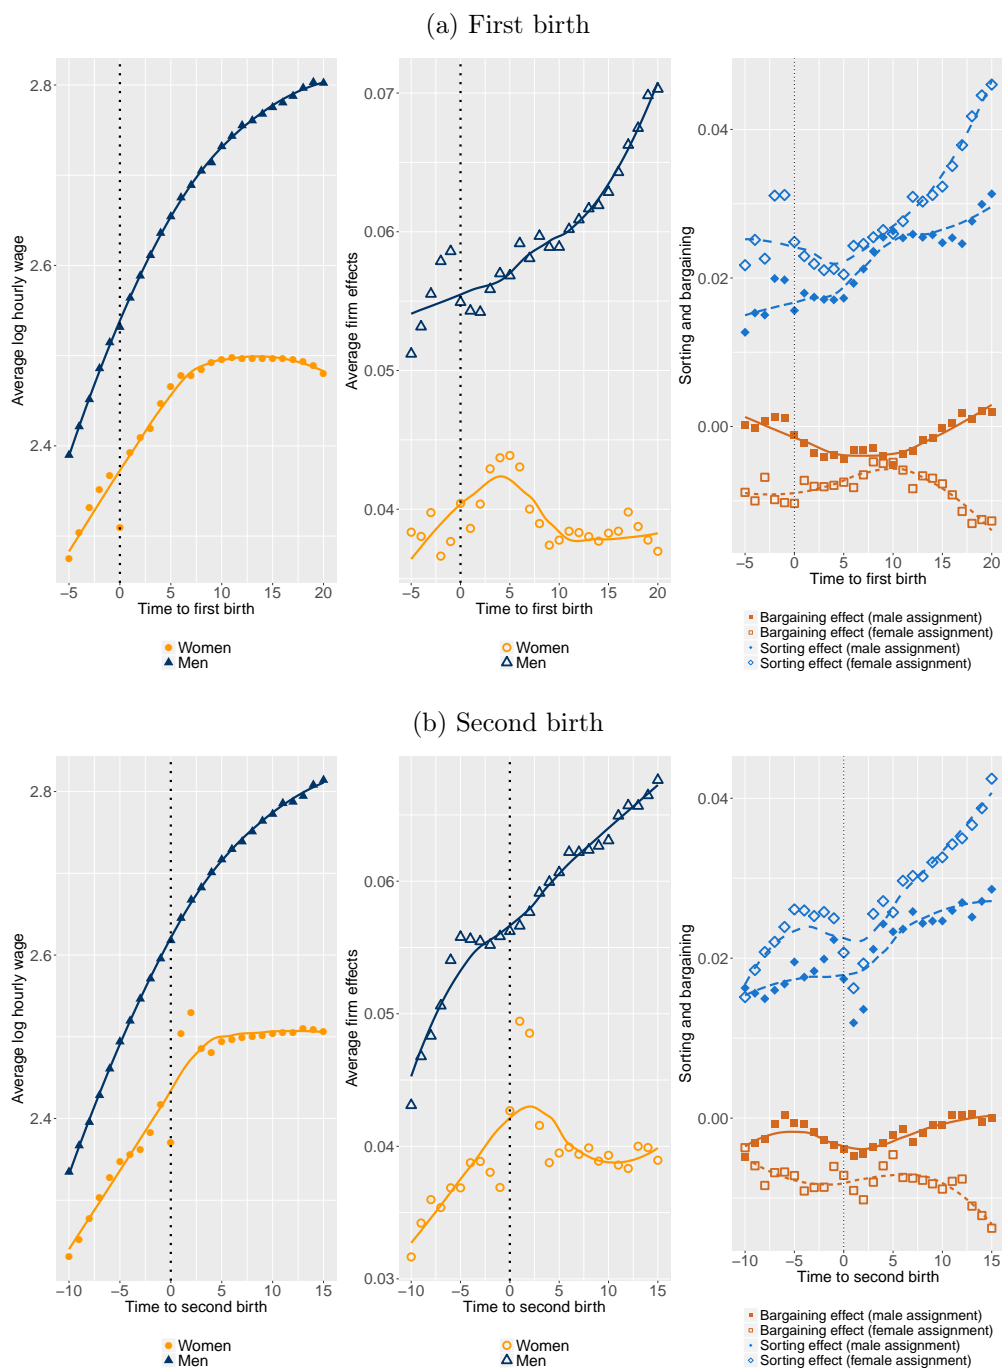 (a) First birth
Average log hourly wage
2.8
2.6
2.4
−5 0 5 10 15 20
Time to first birth
Women
Men
Average firm effects
0.07
0.06
0.05
0.04
−5 0 5 10 15 20
Time to first birth
Women
Men
Sorting and bargaining
0.04
0.02
0.00
−5 0 5 10 15 20
Time to first birth
Bargaining effect (male assignment)
Bargaining effect (female assignment)
Sorting effect (male assignment)
Sorting effect (female assignment)
(b) Second birth
Average log hourly wage
2.8
2.6
2.4
−10 −5 0 5 10 15
Time to second birth
Women
Men
Average firm effects
0.06
0.05
0.04
0.03
−10 −5 0 5 10 15
Time to second birth
Women
Men
Sorting and bargaining
0.04
0.02
0.00
−10 −5 0 5 10 15
Time to second birth
Bargaining effect (male assignment)
Bargaining effect (female assignment)
Sorting effect (male assignment)
Sorting effect (female assignment)